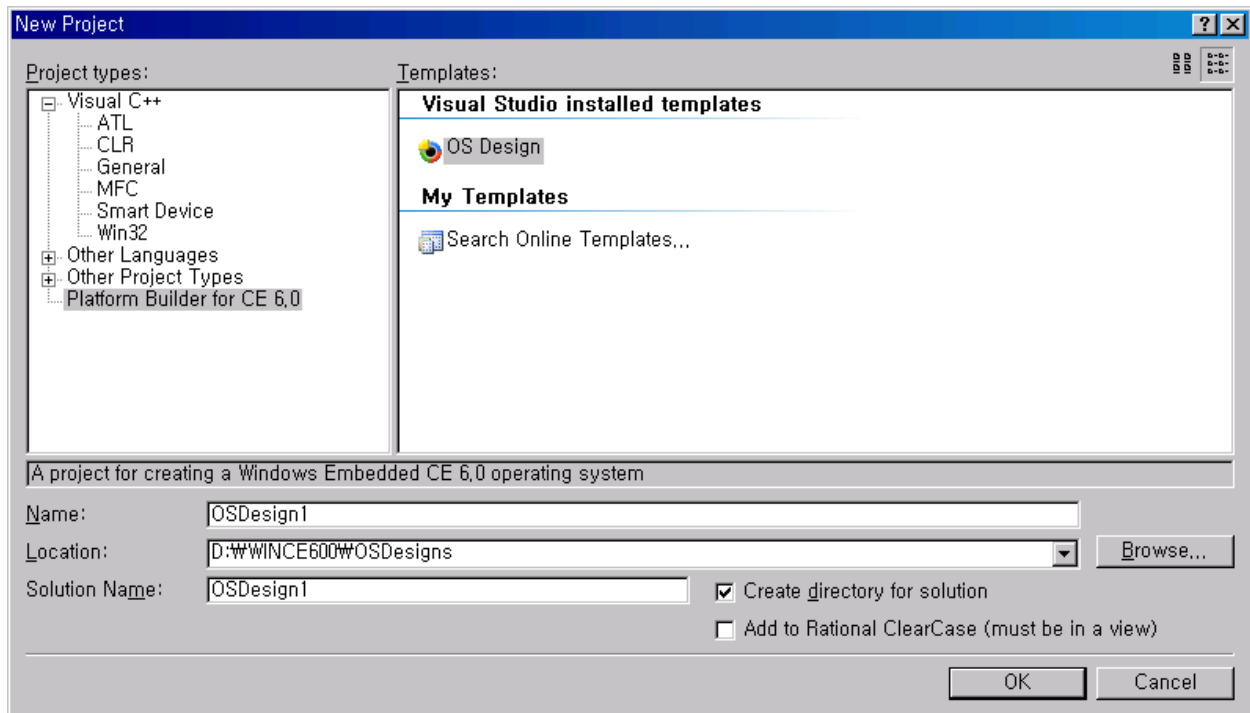 New Project
Project types:
Templates:
Visual C++
ATL
CLR
General
MFC
Smart Device
Win32
Other Languages
Other Project Types
Platform Builder for CE 6,0
Visual Studio installed templates
OS Design
My Templates
Search Online Templates,,,
A project for creating a Windows Embedded CE 6,0 operating system
Name:
OSDesign1
Location:
D:₩WINCE600₩OSDesigns
Browse,,,
Solution Name:
OSDesign1
Create directory for solution
Add to Rational ClearCase (must be in a view)
OK
Cancel